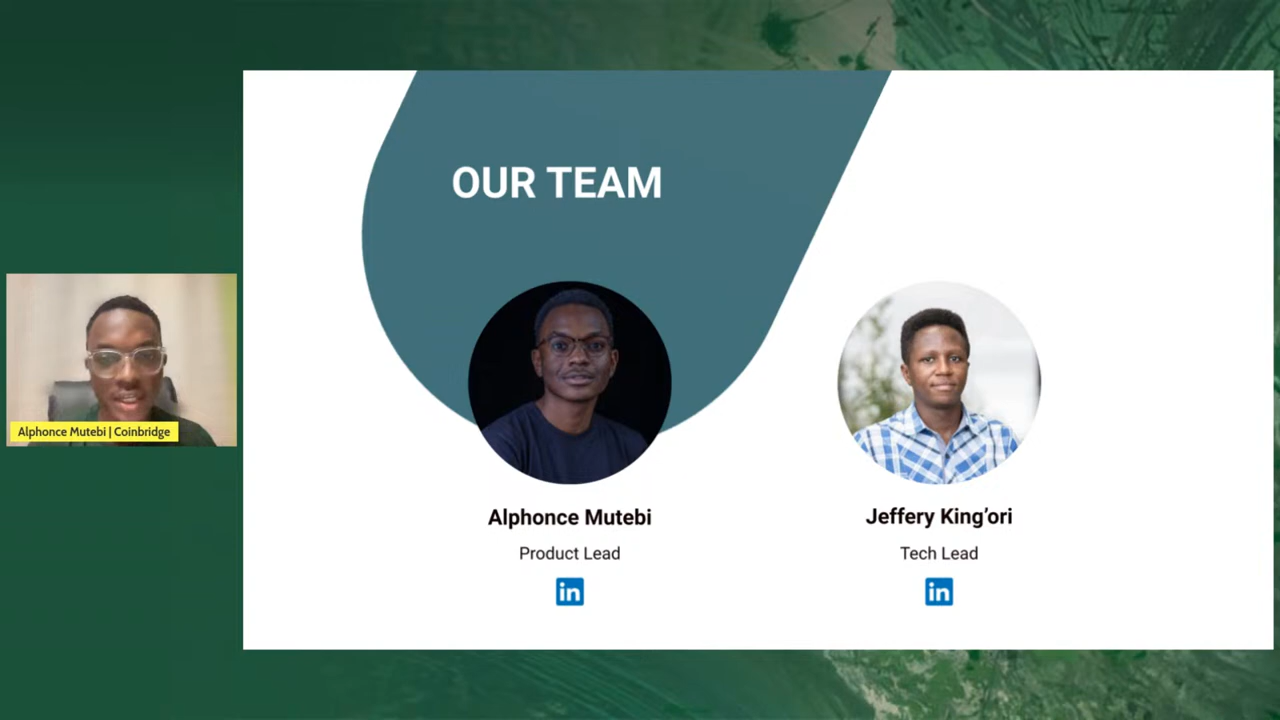 OUR TEAM
Alphonce Mutebi | Coinbridge
Alphonce Mutebi
Jeffery King’ori
Product Lead
Tech Lead
in
in